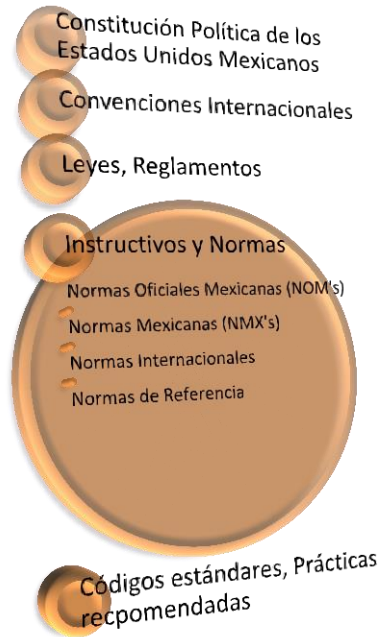 Constitución Política de los
Estados Unidos Mexicanos
Convenciones Internacionales
Leyes, Reglamentos
Instructivos y Normas
Normas Oficiales Mexicanas (NOM's)
Normas Mexicanas (NMX's)
Normas Internacionales
Normas de Referencia
Códigos estándares, Prácticas
recpomendadas